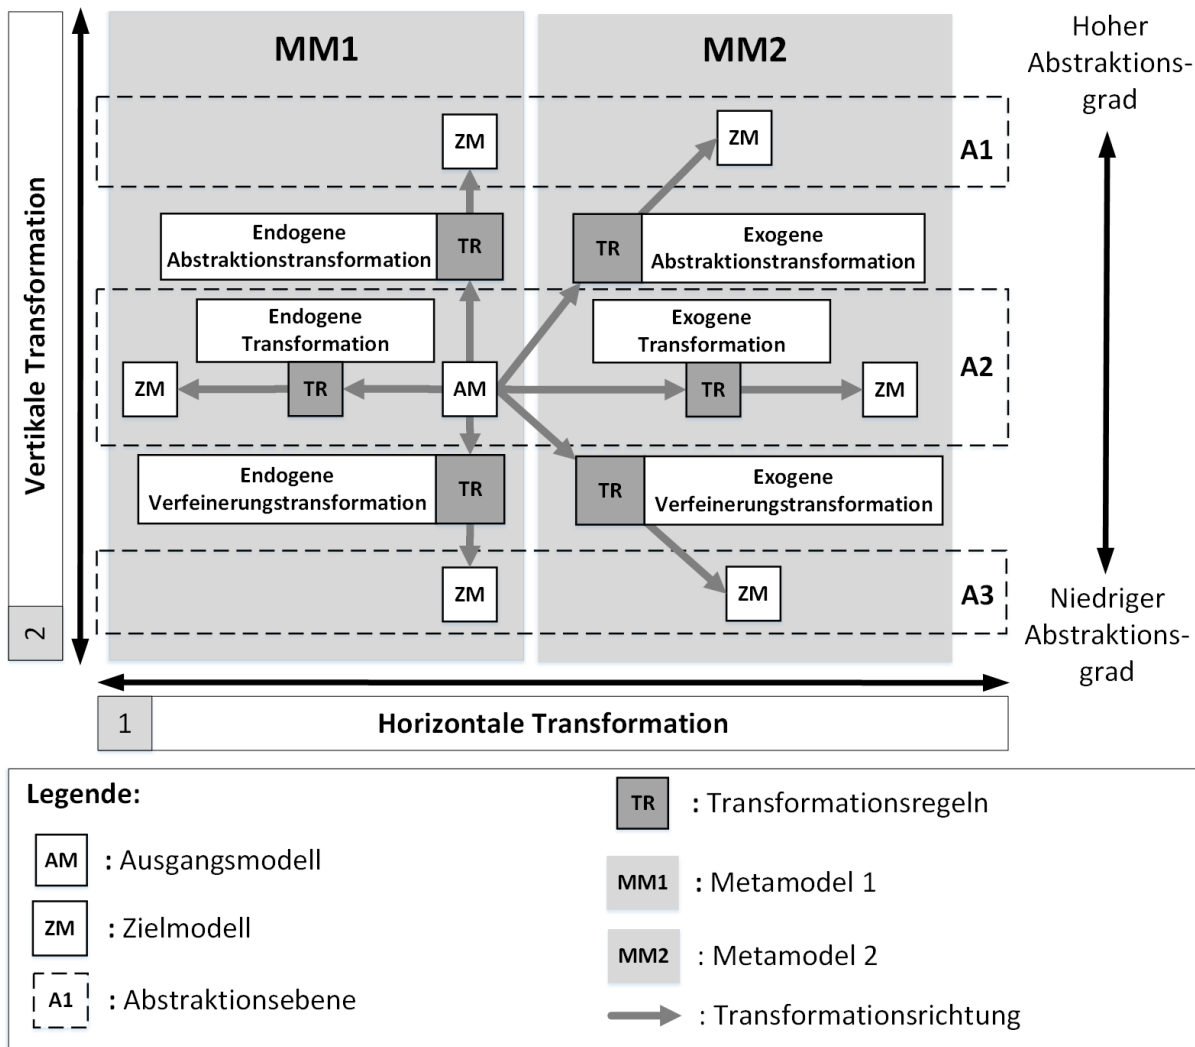 MM1
MM2
Hoher
Abstraktions-
grad
ZM
ZM
A1
Endogene
Abstraktionstransformation
TR
TR
Exogene
Abstraktionstransformation
Vertikale Transformation
Endogene
Transformation
Exogene
Transformation
ZM
TR
AM
TR
ZM
A2
Endogene
Verfeinerungstransformation
TR
TR
Exogene
Verfeinerungstransformation
ZM
ZM
A3
Niedriger
Abstraktions-
grad
2
1
Horizontale Transformation
Legende:
AM : Ausgangsmodell
ZM : Zielmodell
A1 : Abstraktionsebene
TR : Transformationsregeln
MM1 : Metamodel 1
MM2 : Metamodel 2
: Transformationsrichtung